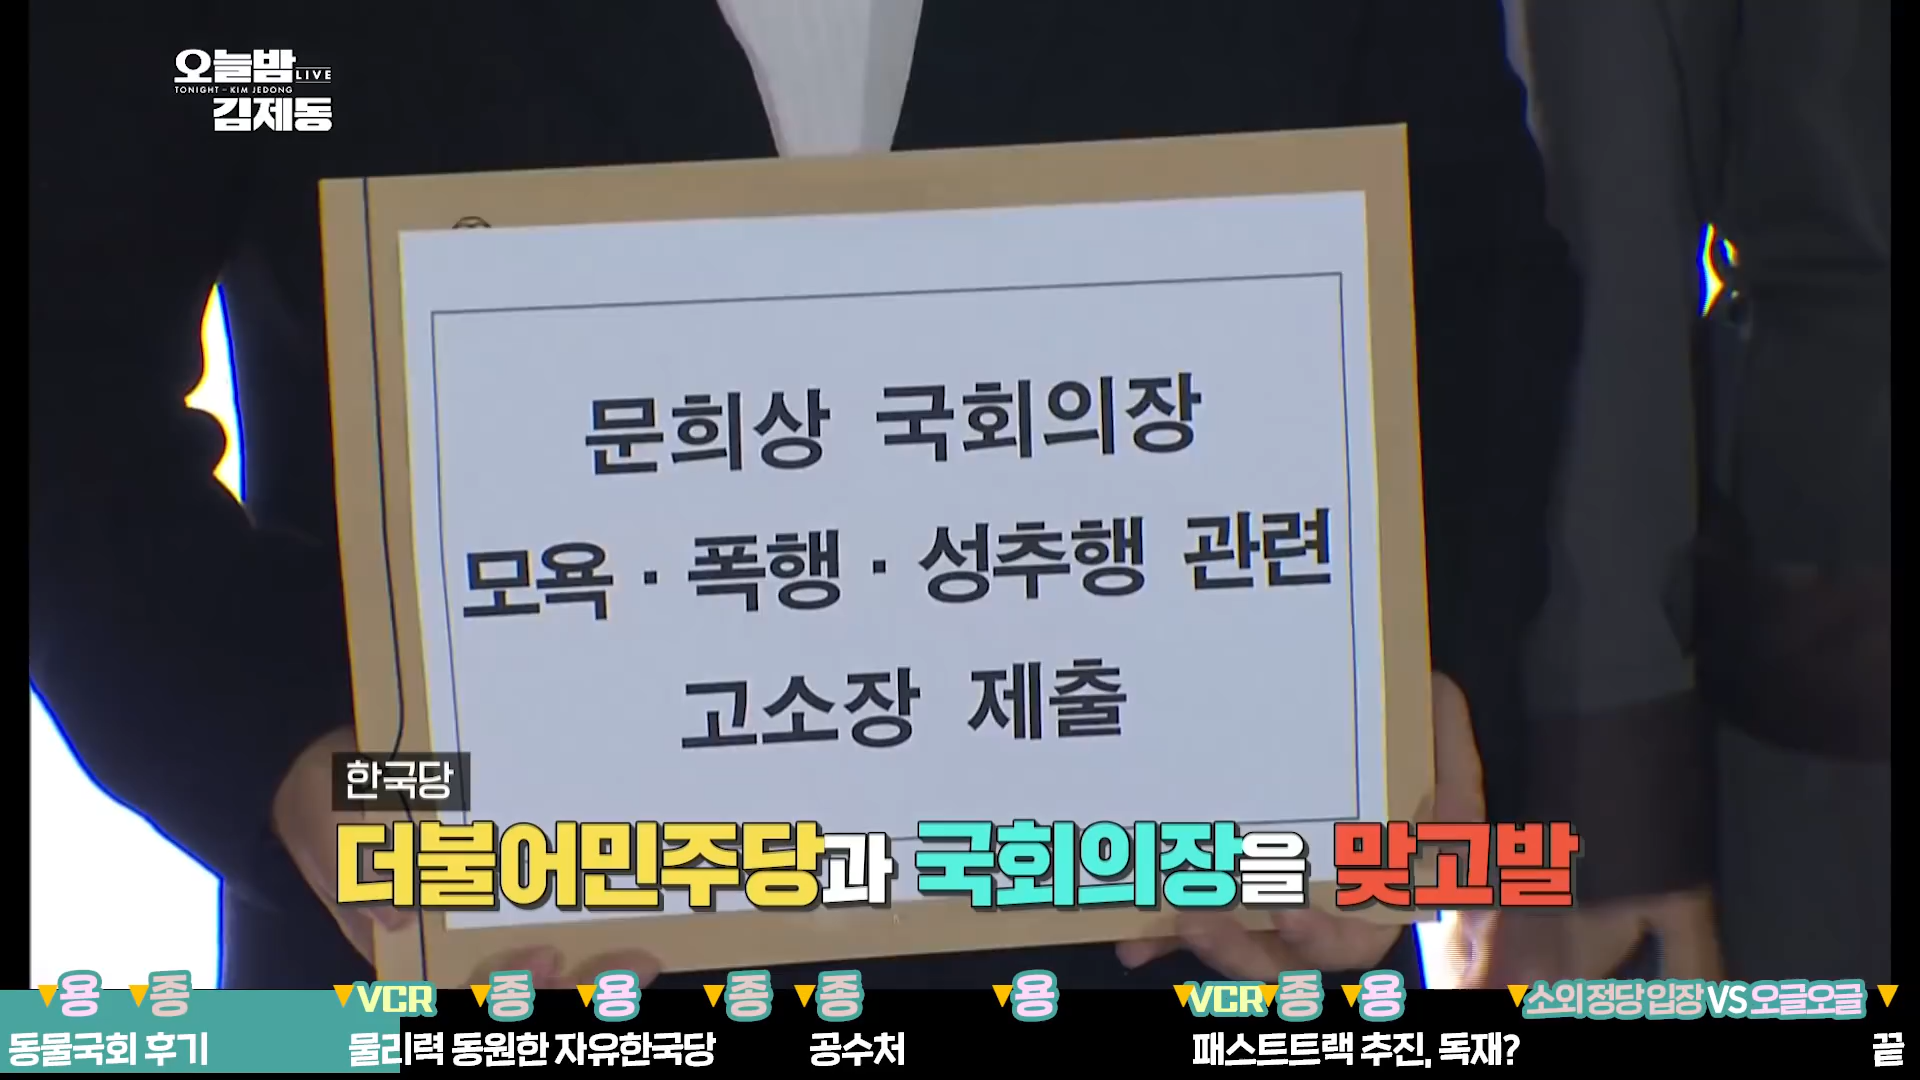 오늘밤 LIVE
TONIGHT - KIM JEDONG
김제동
문희상 국회의장
모욕 · 폭행 · 성추행 관련
고소장 제출
한국당
더불어민주당과 국회의장을 맞고발
▼용 ▼종 ▼VCR ▼종 ▼용 ▼종 ▼종 ▼용 ▼VCR ▼종 ▼용 ▼소외 정당 입장 VS 오글오글 ▼
동물국회 후기 물리력 동원한 자유한국당 공수처 패스트트랙 추진, 독재? 끝